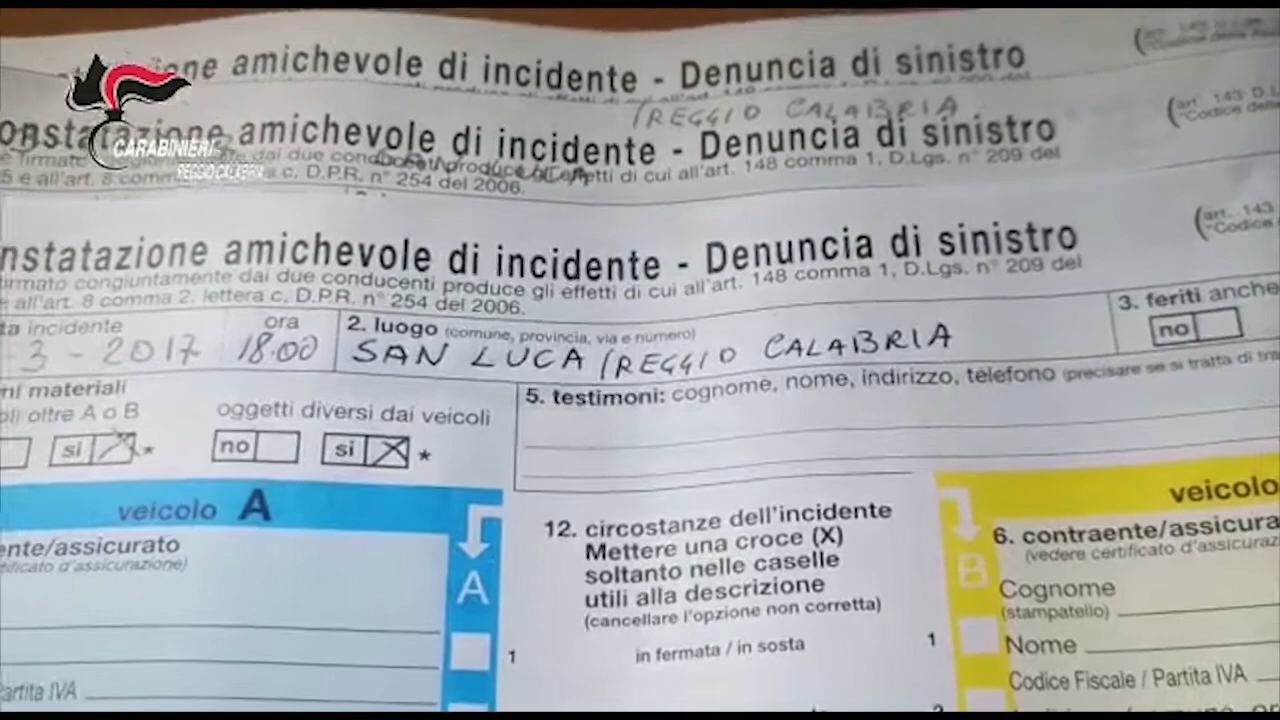 one amichevole di incidente - Denuncia di sinistro
REGGIO CALABRIA
onstatazione amichevole di incidente - Denuncia di sinistro
(art. 143 D.L
"Codice della
CARABINIERI
REGGIO CALABRIA
e firmato dai due conducenti produce gli effetti di cui all'art. 148 comma 1, D.Lgs. n° 209 del
5 e all'art. 8 comma c, D.P.R. n° 254 del 2006.
nstatazione amichevole di incidente - Denuncia di sinistro
(art. 143
"Codice
firmato congiuntamente dai due conducenti produce gli effetti di cui all'art. 148 comma 1, D.Lgs. n° 209 del
e all'art. 8 comma 2. lettera c, D.P.R. n° 254 del 2006.
ta incidente ora 2. luogo (comune, provincia, via e numero) 3. feriti anche
3 - 2017 18.00 SAN LUCA /REGGIO CALABRIA no
ni materiali
oli oltre A o B oggetti diversi dai veicoli
si * no si *
5. testimoni: cognome, nome, indirizzo, telefono (precisare se si tratta di tra
veicolo A
A
ente/assicurato
tificato d'assicurazione)
Partita IVA
12. circostanze dell'incidente
Mettere una croce (X)
soltanto nelle caselle
utili alla descrizione
(cancellare l'opzione non corretta)
1 in fermata / in sosta 1
veicolo
B
6. contraente/assicura
(vedere certificato d'assicuraz
Cognome
(stampatello)
Nome
Codice Fiscale / Partita IVA